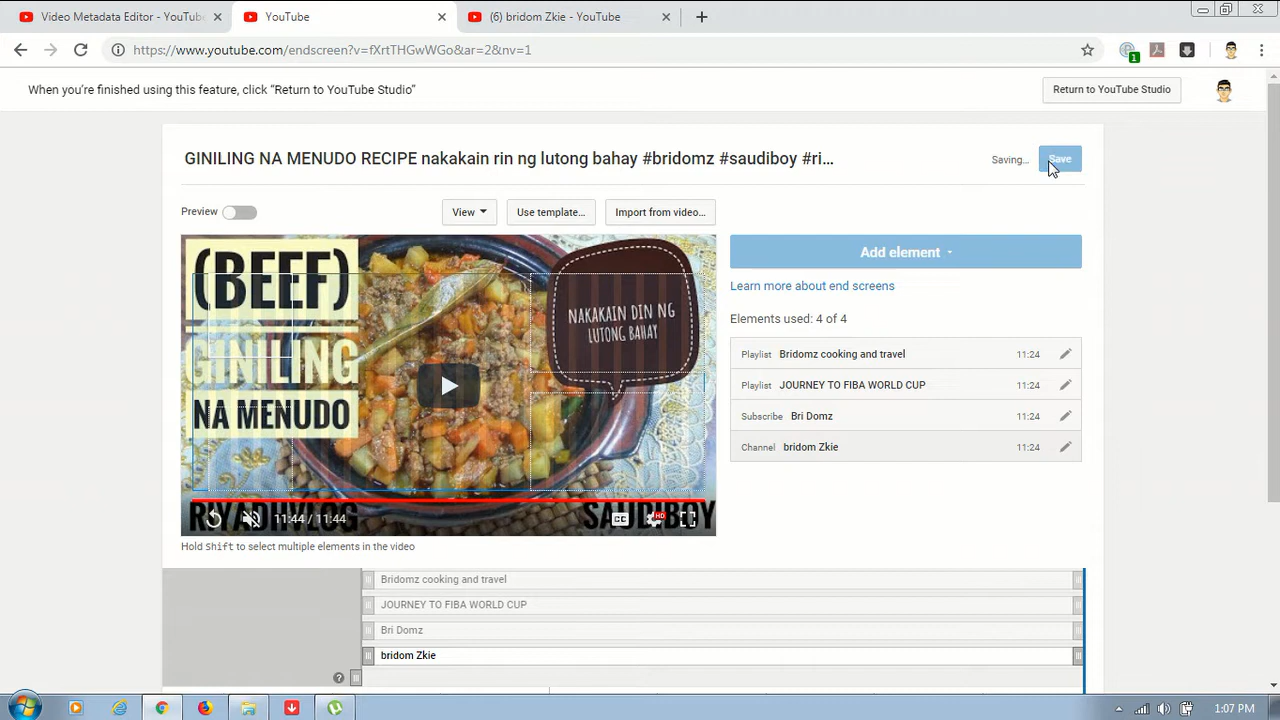 Video Metadata Editor - YouTub
YouTube
(6) bridom Zkie - YouTube
https://www.youtube.com/endscreen?v=fXrtTHGwWGo&ar=2&nv=1
1
When you're finished using this feature, click "Return to YouTube Studio"
Return to YouTube Studio
GINILING NA MENUDO RECIPE nakakain rin ng lutong bahay #bridomz #saudiboy #ri...
Saving...
Save
Preview
View
Use template...
Import from video...
(BEEF)
GINILING
NA MENUDO
NAKAKAIN DIN NG
LUTONG BAHAY
RIYADHVLOG
SAUDIBOY
11:44 / 11:44
CC
HD
Hold Shift to select multiple elements in the video
Add element
Learn more about end screens
Elements used: 4 of 4
Playlist Bridomz cooking and travel 11:24
Playlist JOURNEY TO FIBA WORLD CUP 11:24
Subscribe Bri Domz 11:24
Channel bridom Zkie 11:24
Bridomz cooking and travel
JOURNEY TO FIBA WORLD CUP
Bri Domz
bridom Zkie
?
1:07 PM